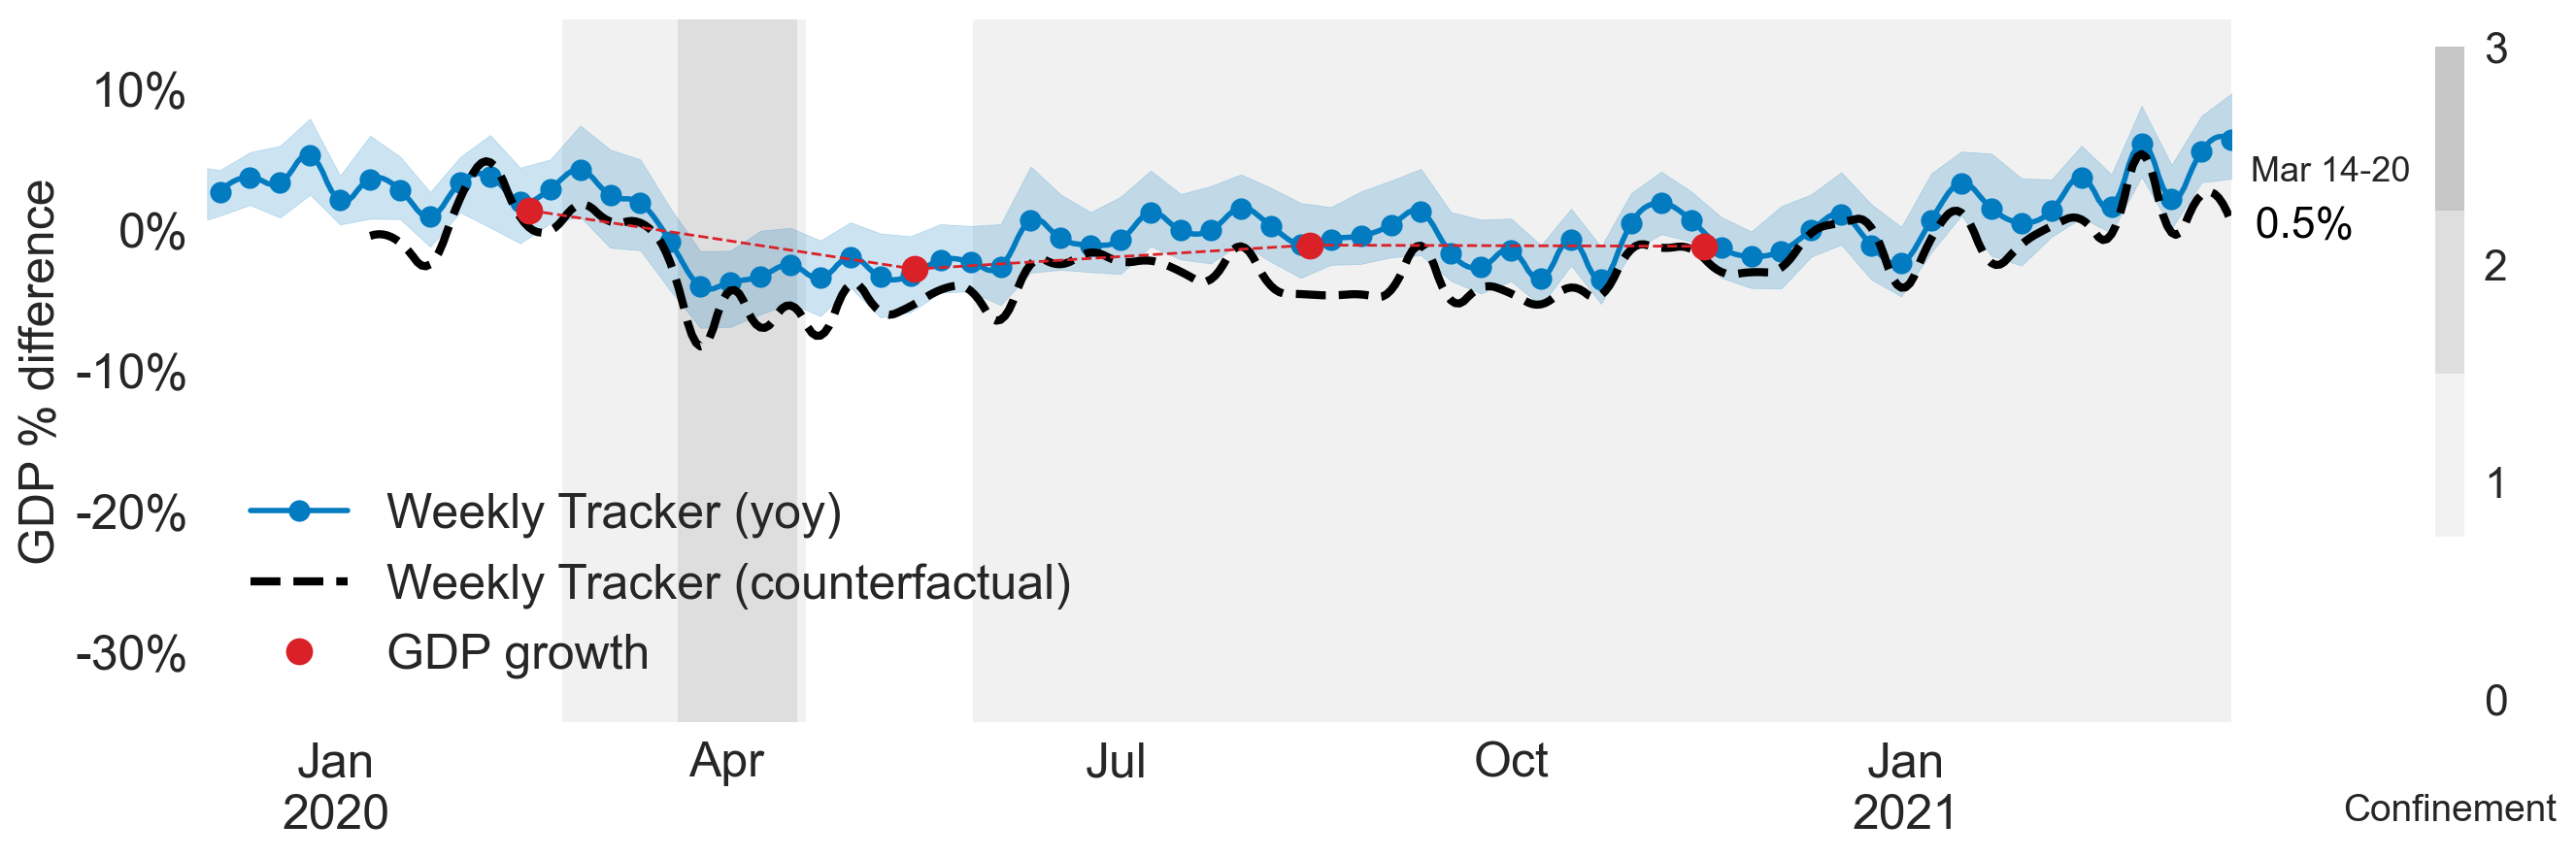 GDP % difference
10%
0%
-10%
-20%
-30%
Weekly Tracker (yoy)
Weekly Tracker (counterfactual)
GDP growth
Jan
2020
Apr
Jul
Oct
Jan
2021
Mar 14-20
0.5%
3
2
1
0
Confinement